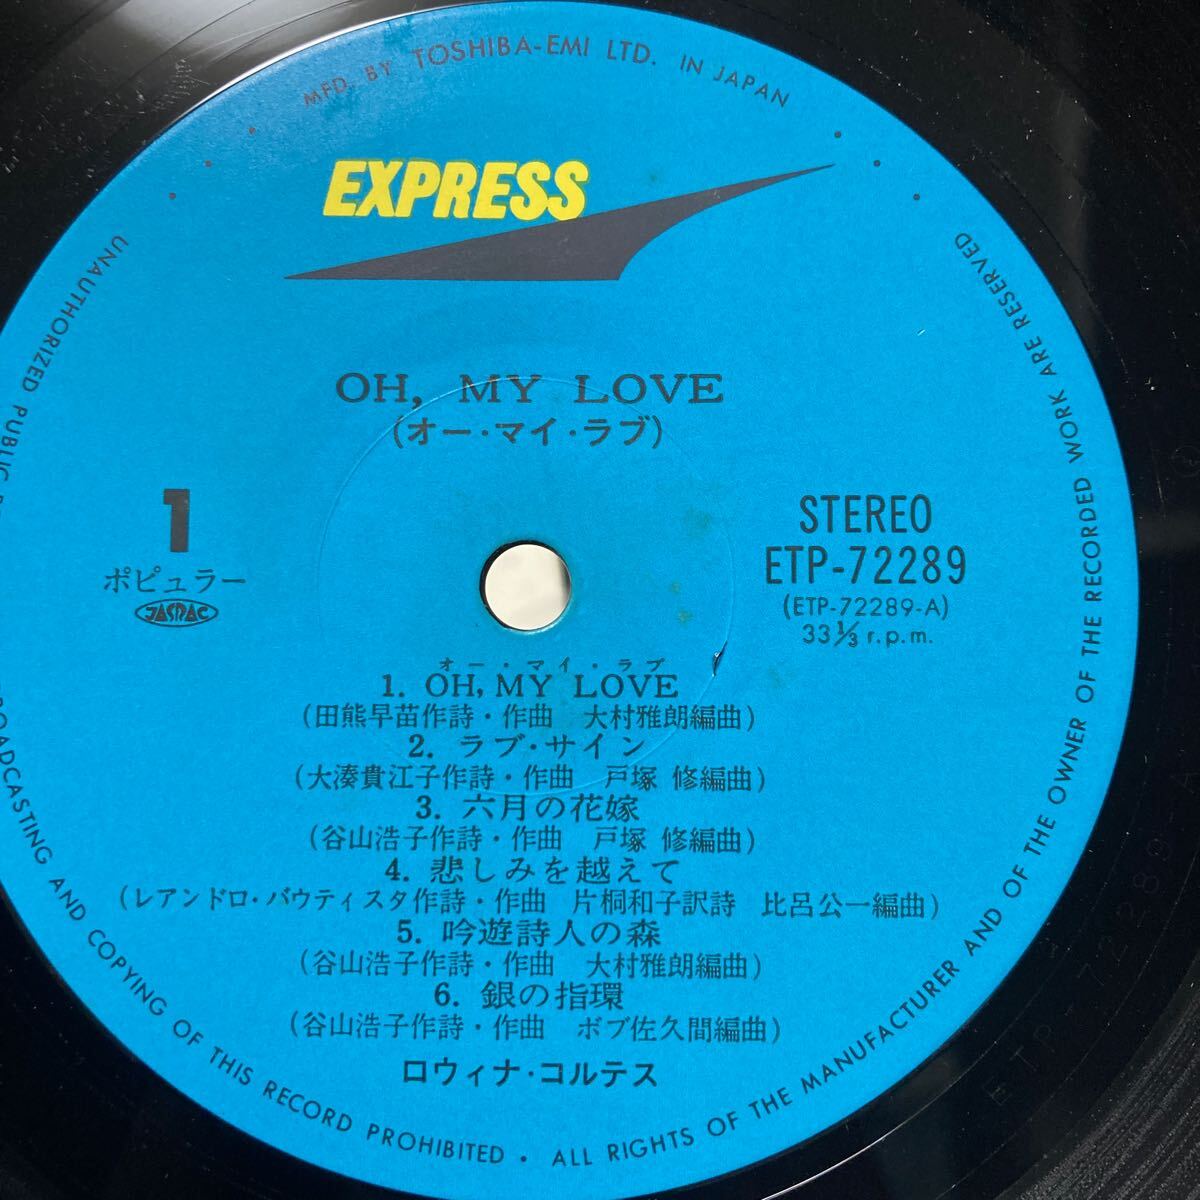 MFD. BY TOSHIBA-EMI LTD. IN JAPAN
EXPRESS
OH, MY LOVE
(オー・マイ・ラブ)
1
ポピュラー
JASRAC
STEREO
ETP-72289
(ETP-72289-A)
33⅓ r.p.m.
オー・マイ・ラブ
1. OH, MY LOVE
(田熊早苗作詩・作曲 大村雅朗編曲)
2. ラブ・サイン
(大湊貴江子作詩・作曲 戸塚 修編曲)
3. 六月の花嫁
(谷山浩子作詩・作曲 戸塚 修編曲)
4. 悲しみを越えて
(レアンドロ・バウティスタ作詩・作曲 片桐和子訳詩 比呂公一編曲)
5. 吟遊詩人の森
(谷山浩子作詩・作曲 大村雅朗編曲)
6. 銀の指環
(谷山浩子作詩・作曲 ボブ佐久間編曲)
ロウィナ・コルテス
UNAUTHORIZED PUBLIC BROADCASTING AND COPYING OF THIS RECORD PROHIBITED • ALL RIGHTS OF THE MANUFACTURER AND OF THE OWNER OF THE RECORDED WORK ARE RESERVED
ETP-72289